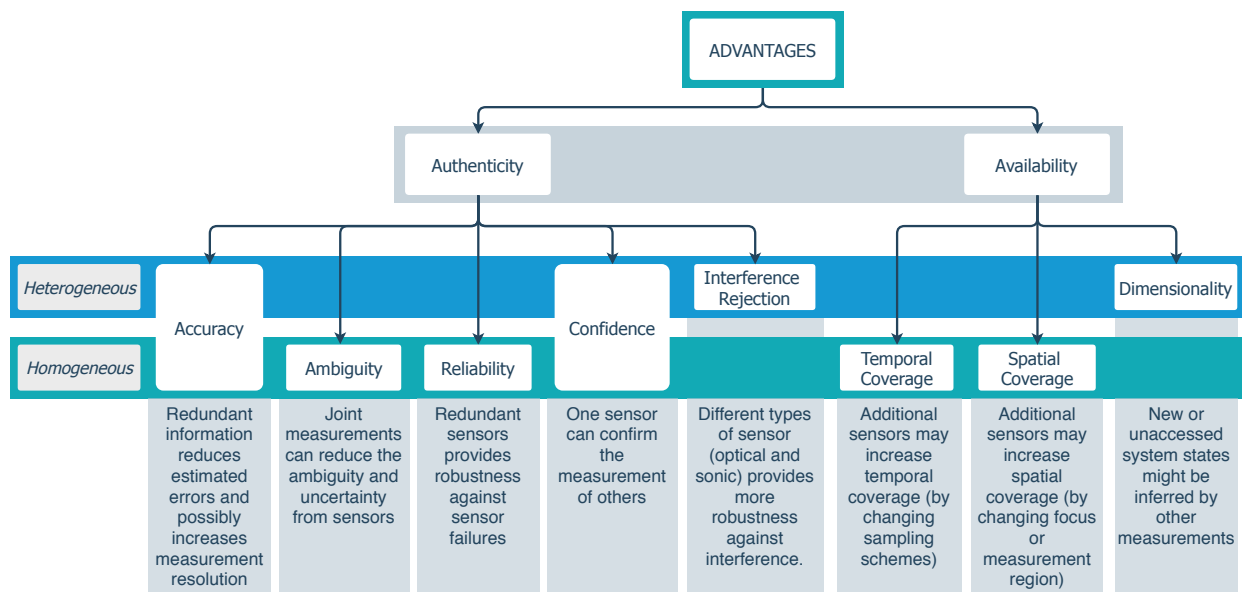 ADVANTAGES
Authenticity
Availability
Heterogeneous
Interference
Rejection
Dimensionality
Accuracy
Confidence
Homogeneous
Ambiguity
Reliability
Temporal
Coverage
Spatial
Coverage
Redundant
information
reduces
estimated
errors and
possibly
increases
measurement
resolution
Joint
measurements
can reduce the
ambiguity and
uncertainty
from sensors
Redundant
sensors
provides
robustness
against
sensor
failures
One sensor
can confirm
the
measurement
of others
Different types
of sensor
(optical and
sonic) provides
more
robustness
against
interference.
Additional
sensors may
increase
temporal
coverage (by
changing
sampling
schemes)
Additional
sensors may
increase
spatial
coverage (by
changing focus
or
measurement
region)
New or
unaccessed
system states
might be
inferred by
other
measurements